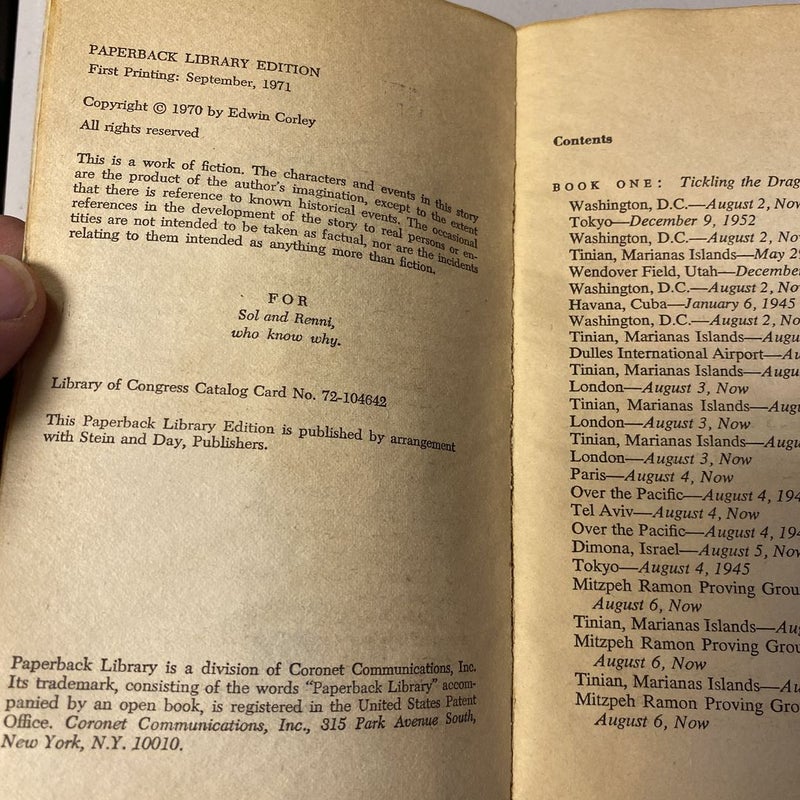 PAPERBACK LIBRARY EDITION
First Printing: September, 1971
Copyright © 1970 by Edwin Corley
All rights reserved
This is a work of fiction. The characters and events in this story
are the product of the author's imagination, except to the extent
that there is reference to known historical events. The occasional
references in the development of the story to real persons or en-
tities are not intended to be taken as factual, nor are the incidents
relating to them intended as anything more than fiction.
FOR
Sol and Renni,
who know why.
Library of Congress Catalog Card No. 72-104642
This Paperback Library Edition is published by arrangement
with Stein and Day, Publishers.
Paperback Library is a division of Coronet Communications, Inc.
Its trademark, consisting of the words "Paperback Library" accom-
panied by an open book, is registered in the United States Patent
Office. Coronet Communications, Inc., 315 Park Avenue South,
New York, N.Y. 10010.
Contents
BOOK ONE: Tickling the Drag
Washington, D.C.—August 2, Now
Tokyo—December 9, 1952
Washington, D.C.—August 2, No
Tinian, Marianas Islands—May 2
Wendover Field, Utah—December
Washington, D.C.—August 2, No
Havana, Cuba—January 6, 1945
Washington, D.C.—August 2, No
Tinian, Marianas Islands—Augu
Dulles International Airport—Au
Tinian, Marianas Islands—Augu
London—August 3, Now
Tinian, Marianas Islands—Augu
London—August 3, Now
Tinian, Marianas Islands—Augu
London—August 3, Now
Paris—August 4, Now
Over the Pacific—August 4, 194
Tel Aviv—August 4, Now
Over the Pacific—August 4, 194
Dimona, Israel—August 5, Now
Tokyo—August 4, 1945
Mitzpeh Ramon Proving Grou
August 6, Now
Tinian, Marianas Islands—Au
Mitzpeh Ramon Proving Grou
August 6, Now
Tinian, Marianas Islands—Au
Mitzpeh Ramon Proving Gro
August 6, Now